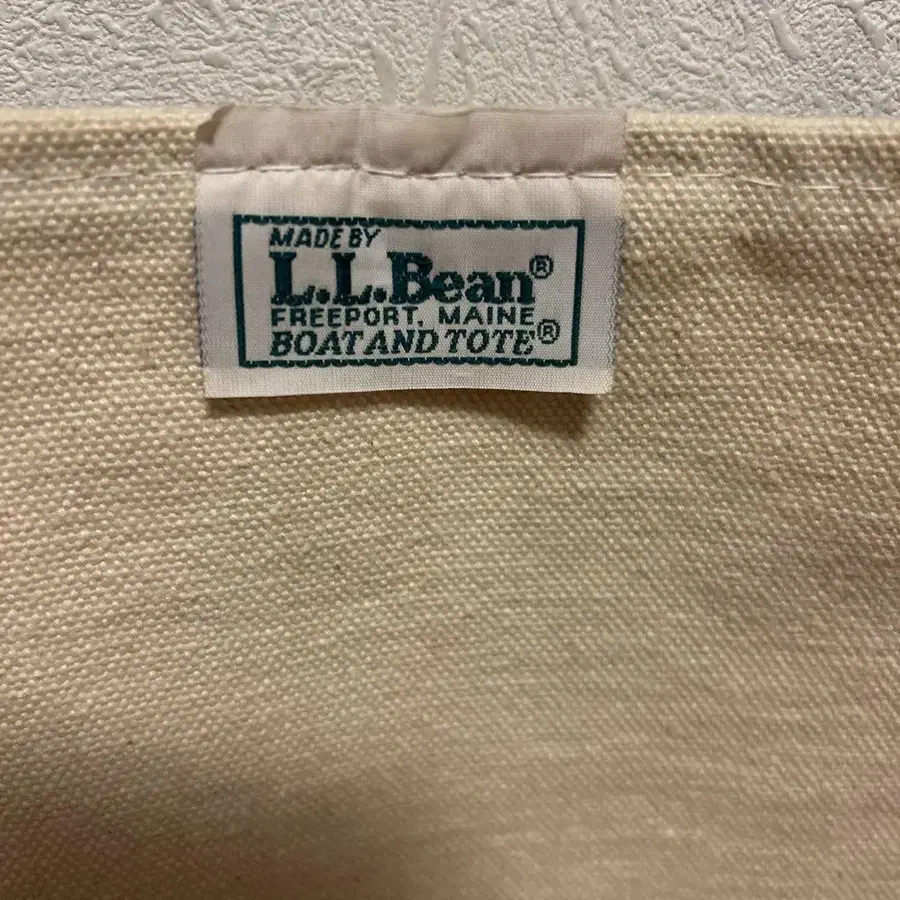 MADE BY
L.L.Bean®
FREEPORT, MAINE
BOAT AND TOTE®